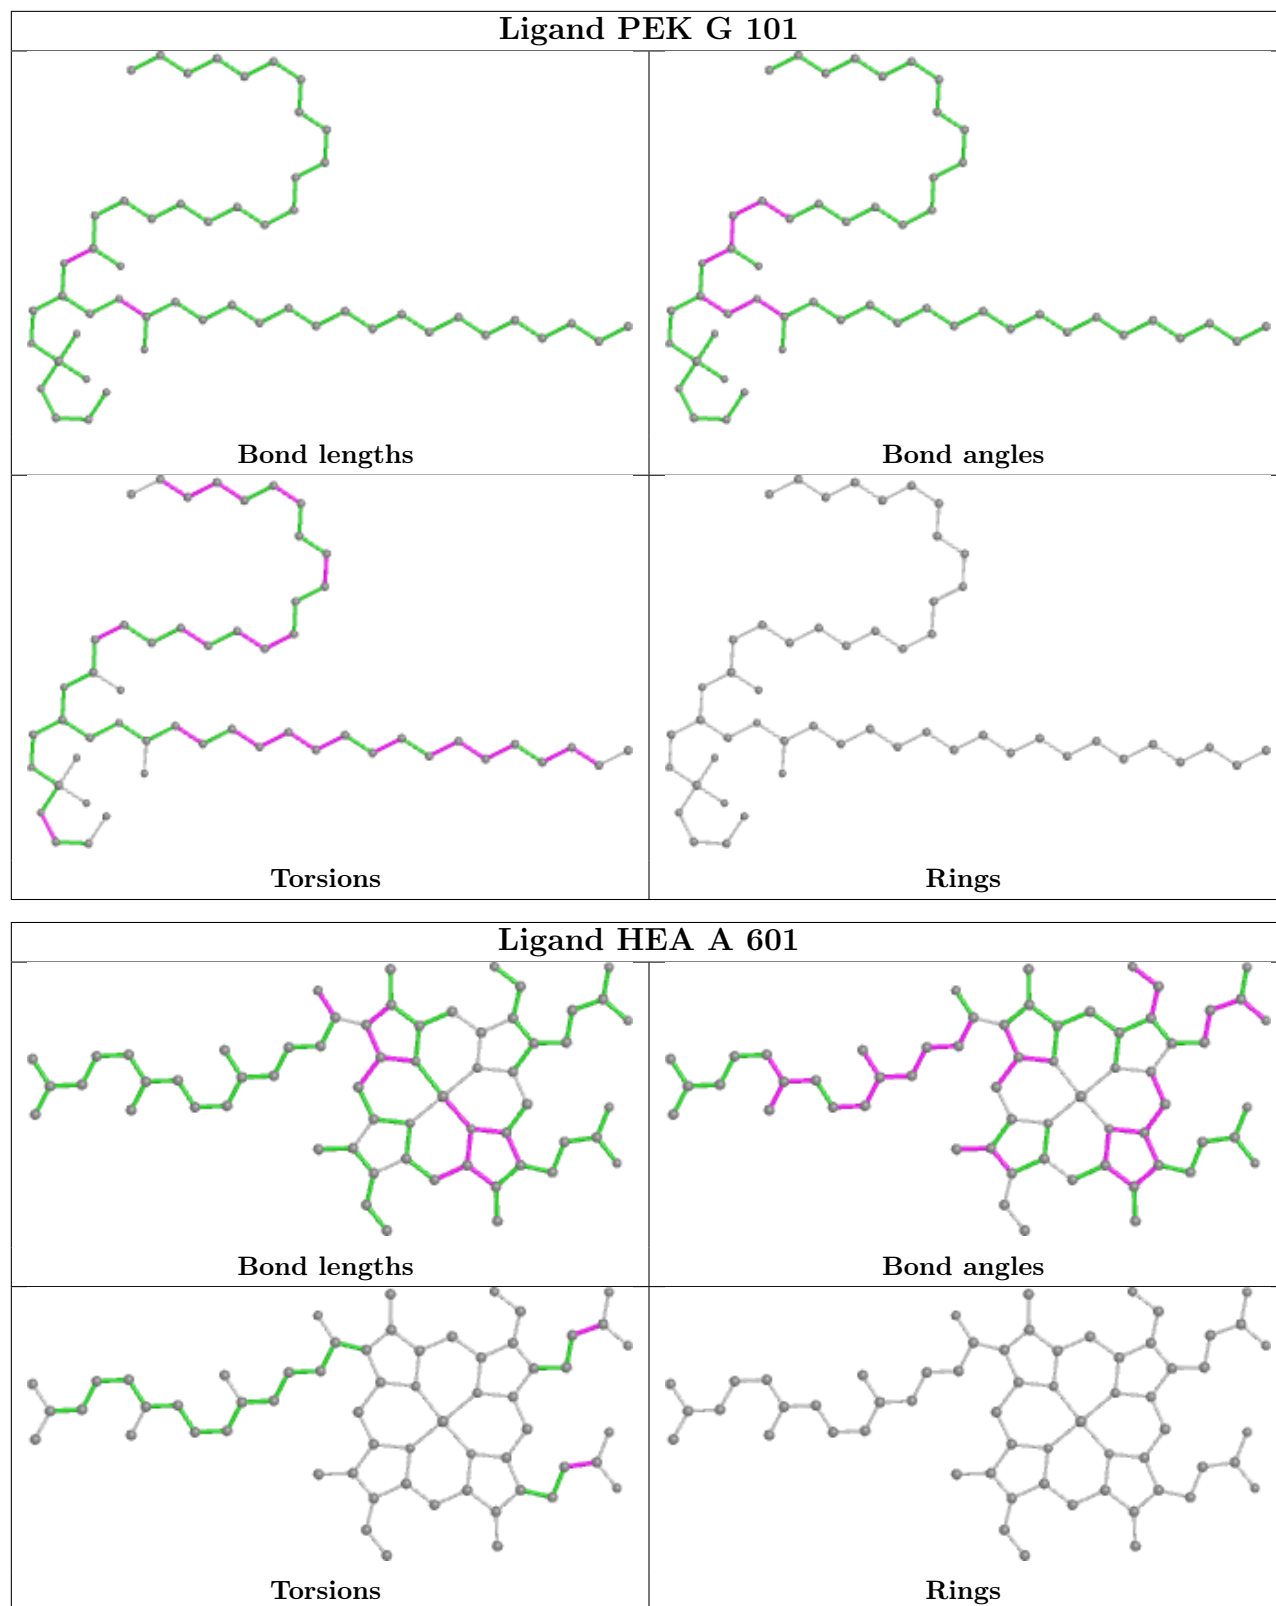 Ligand PEK G 101
Bond lengths
Bond angles
Torsions
Rings
Ligand HEA A 601
Bond lengths
Bond angles
Torsions
Rings